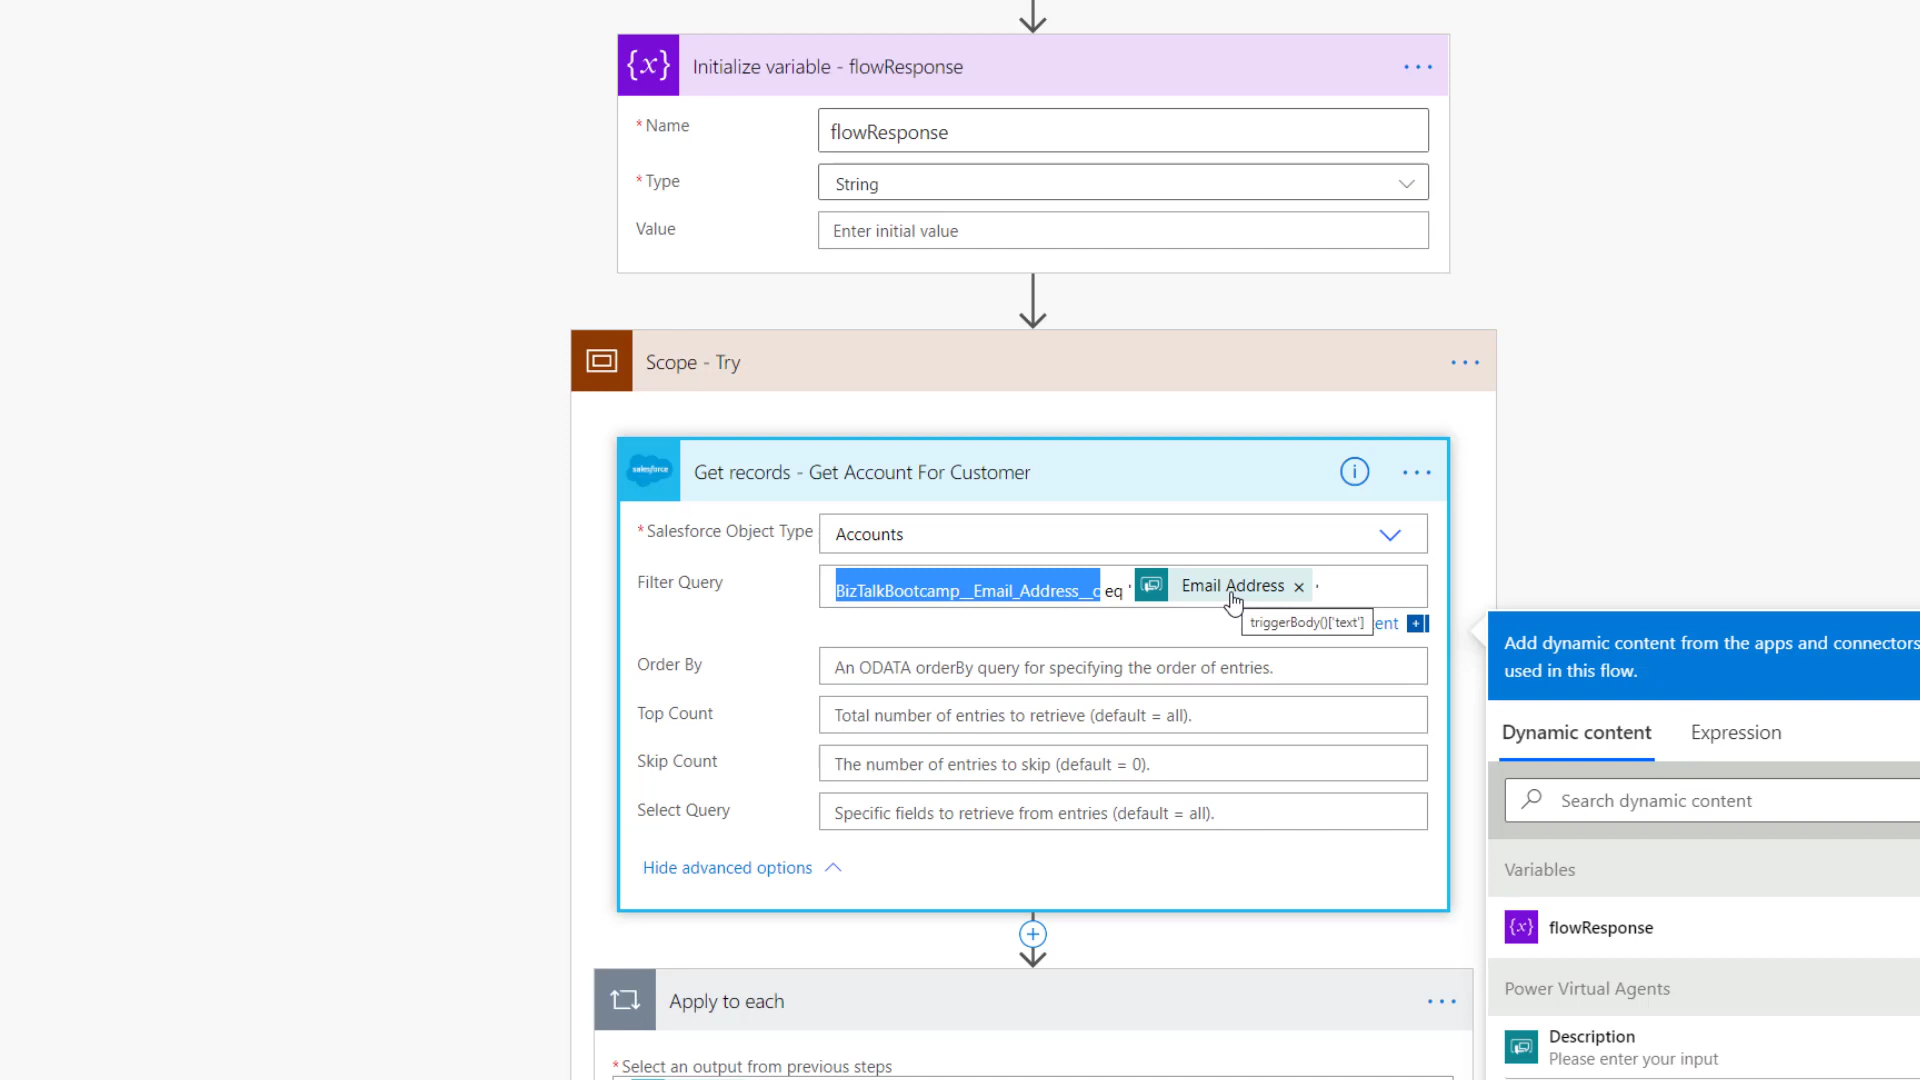 {x} Initialize variable - flowResponse ...
* Name flowResponse
* Type String
Value Enter initial value
Scope - Try ...
salesforce Get records - Get Account For Customer ...
* Salesforce Object Type Accounts
Filter Query BizTalkBootcamp__Email_Address__c eq ' Email Address × '
triggerBody()['text'] ent +
Order By An ODATA orderBy query for specifying the order of entries.
Top Count Total number of entries to retrieve (default = all).
Skip Count The number of entries to skip (default = 0).
Select Query Specific fields to retrieve from entries (default = all).
Hide advanced options
Apply to each ...
* Select an output from previous steps
Add dynamic content from the apps and connectors
used in this flow.
Dynamic content Expression
Search dynamic content
Variables
{x} flowResponse
Power Virtual Agents
Description
Please enter your input